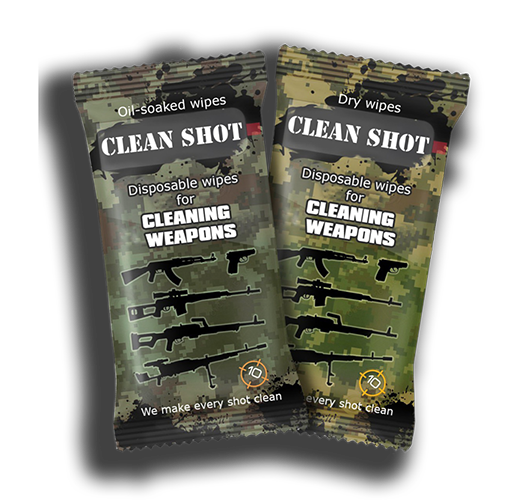 Oil-soaked wipes
CLEAN SHOT
Disposable wipes
for
CLEANING
WEAPONS
10
We make every shot clean
Dry wipes
CLEAN SHOT
Disposable wipes
for
CLEANING
WEAPONS
10
every shot clean